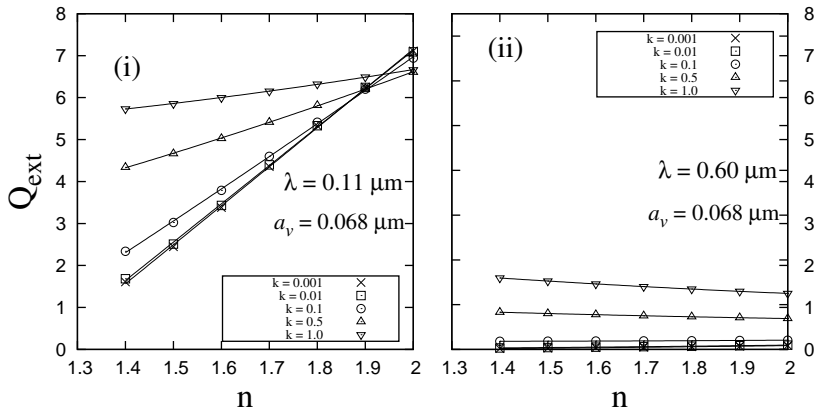 8
7
6
5
4
3
2
1
0
1.3 1.4 1.5 1.6 1.7 1.8 1.9 2
n
Q_ext
(i)
λ = 0.11 μm
a_v = 0.068 μm
k = 0.001
k = 0.01
k = 0.1
k = 0.5
k = 1.0
(ii)
k = 0.001
k = 0.01
k = 0.1
k = 0.5
k = 1.0
λ = 0.60 μm
a_v = 0.068 μm
8
7
6
5
4
3
2
1
0
1.3 1.4 1.5 1.6 1.7 1.8 1.9 2
n